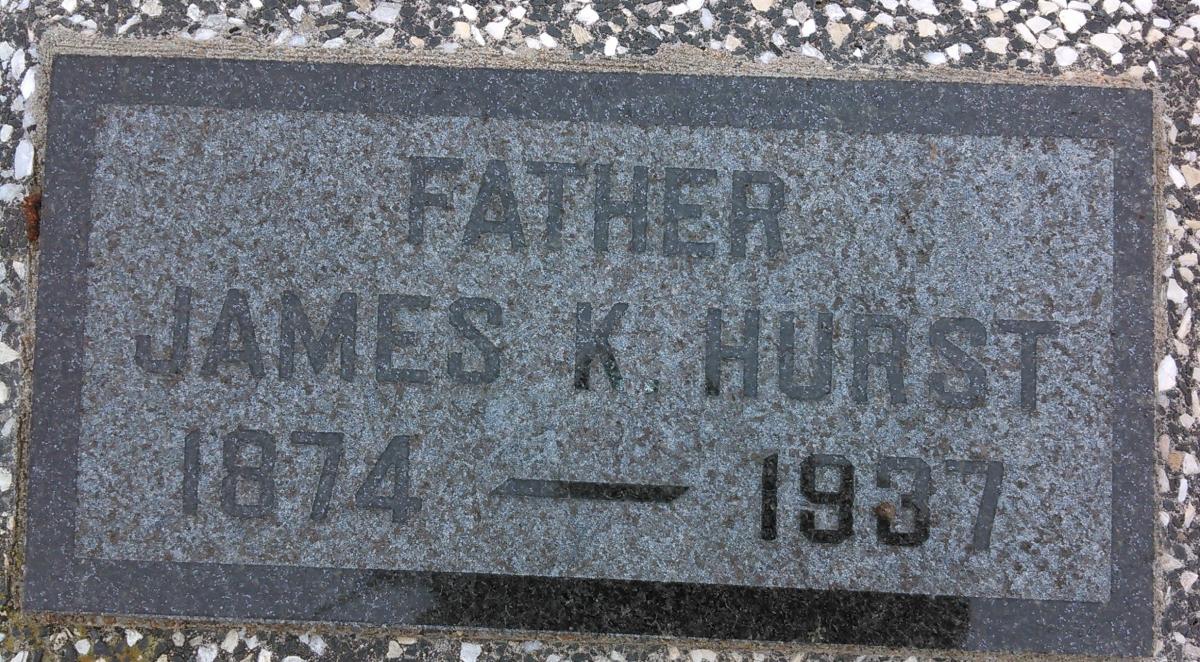 FATHER
JAMES K. HURST
1874 — 1937